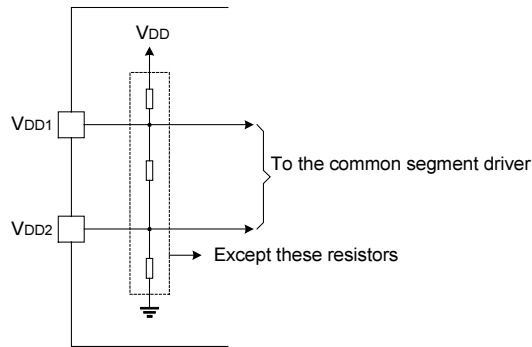 VDD
VDD1
To the common segment driver
VDD2
Except these resistors